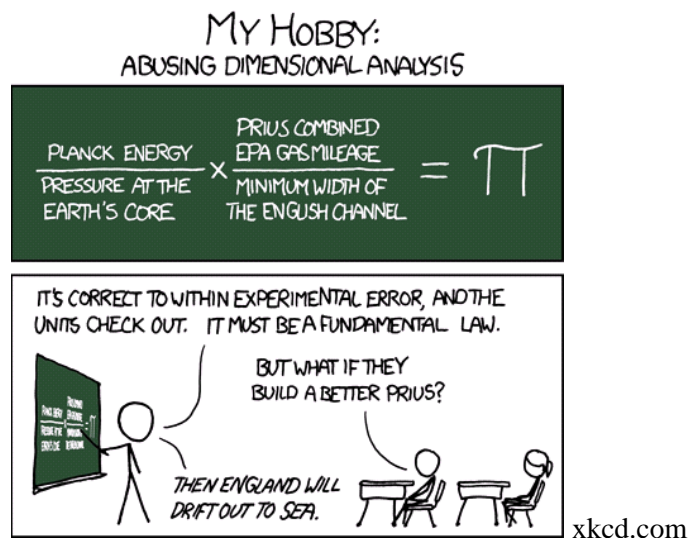 MY HOBBY:
ABUSING DIMENSIONAL ANALYSIS
PLANCK ENERGY
PRESSURE AT THE
EARTH'S CORE
×
PRIUS COMBINED
EPA GAS MILEAGE
MINIMUM WIDTH OF
THE ENGLISH CHANNEL
= π
IT'S CORRECT TO WITHIN EXPERIMENTAL ERROR, AND THE
UNITS CHECK OUT. IT MUST BE A FUNDAMENTAL LAW.
BUT WHAT IF THEY
BUILD A BETTER PRIUS?
THEN ENGLAND WILL
DRIFT OUT TO SEA.
xkcd.com